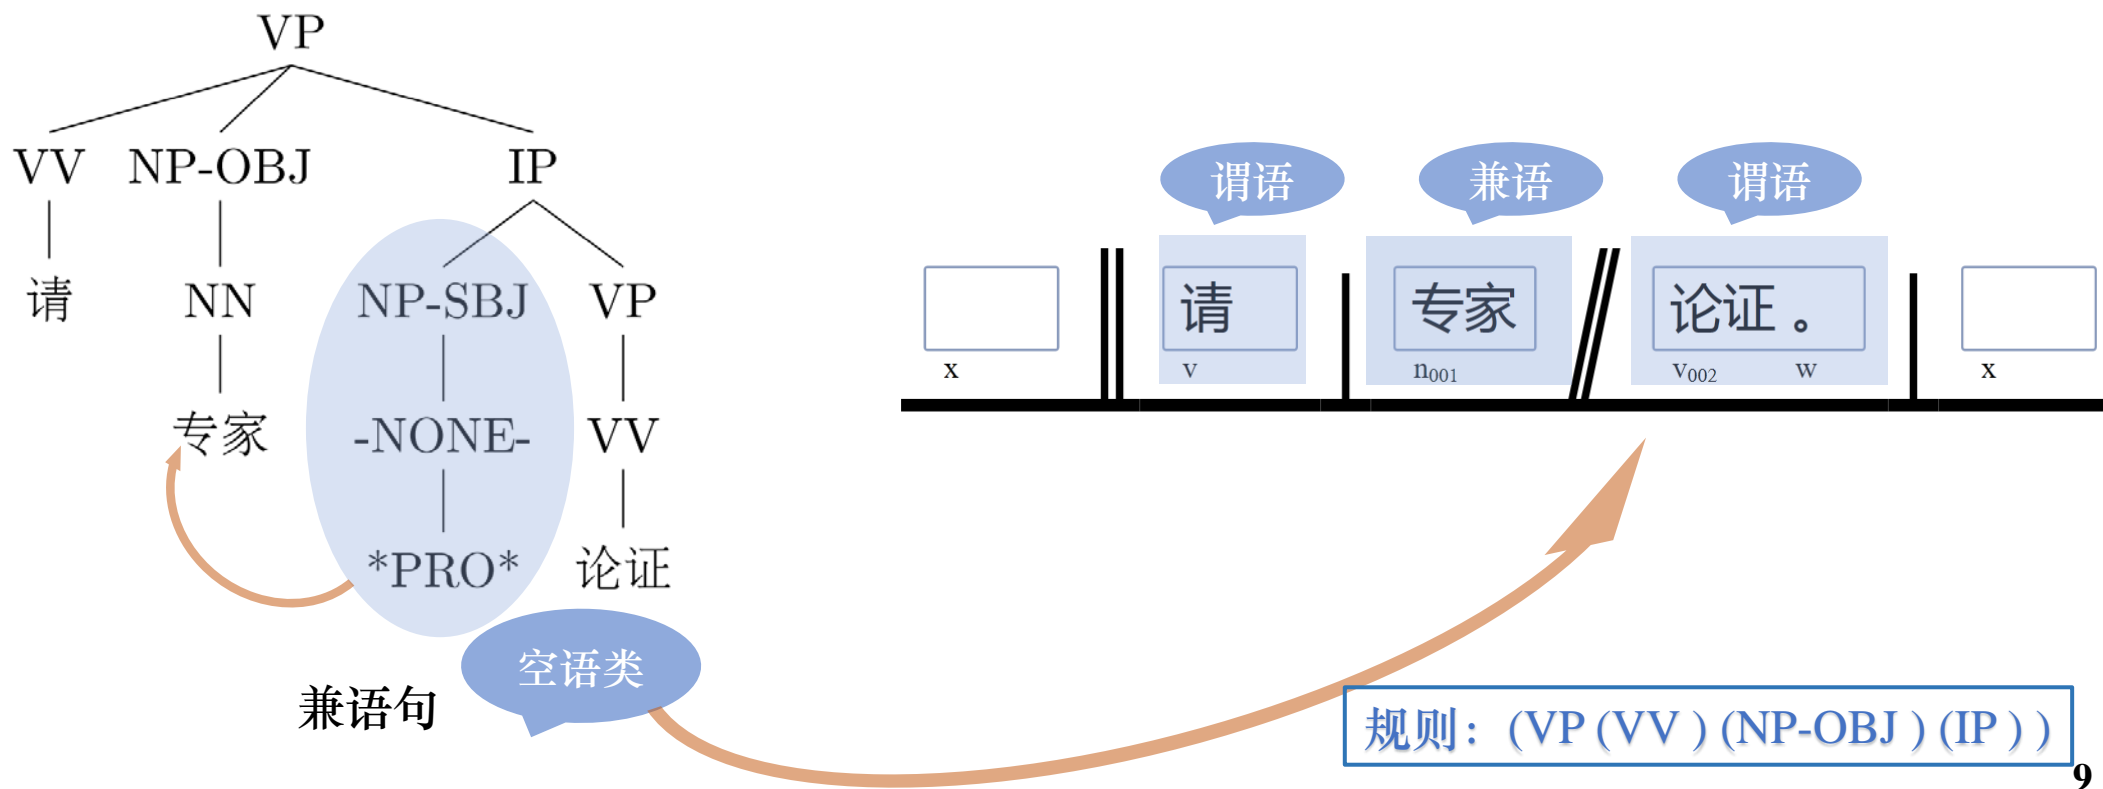 VP
VV NP-OBJ IP
请 NN NP-SBJ VP
专家 -NONE- VV
*PRO* 论证
空语类
兼语句
谓语 兼语 谓语
请 专家 论证 。
x v n001 v002 w x
规则：(VP (VV ) (NP-OBJ ) (IP ) )
9